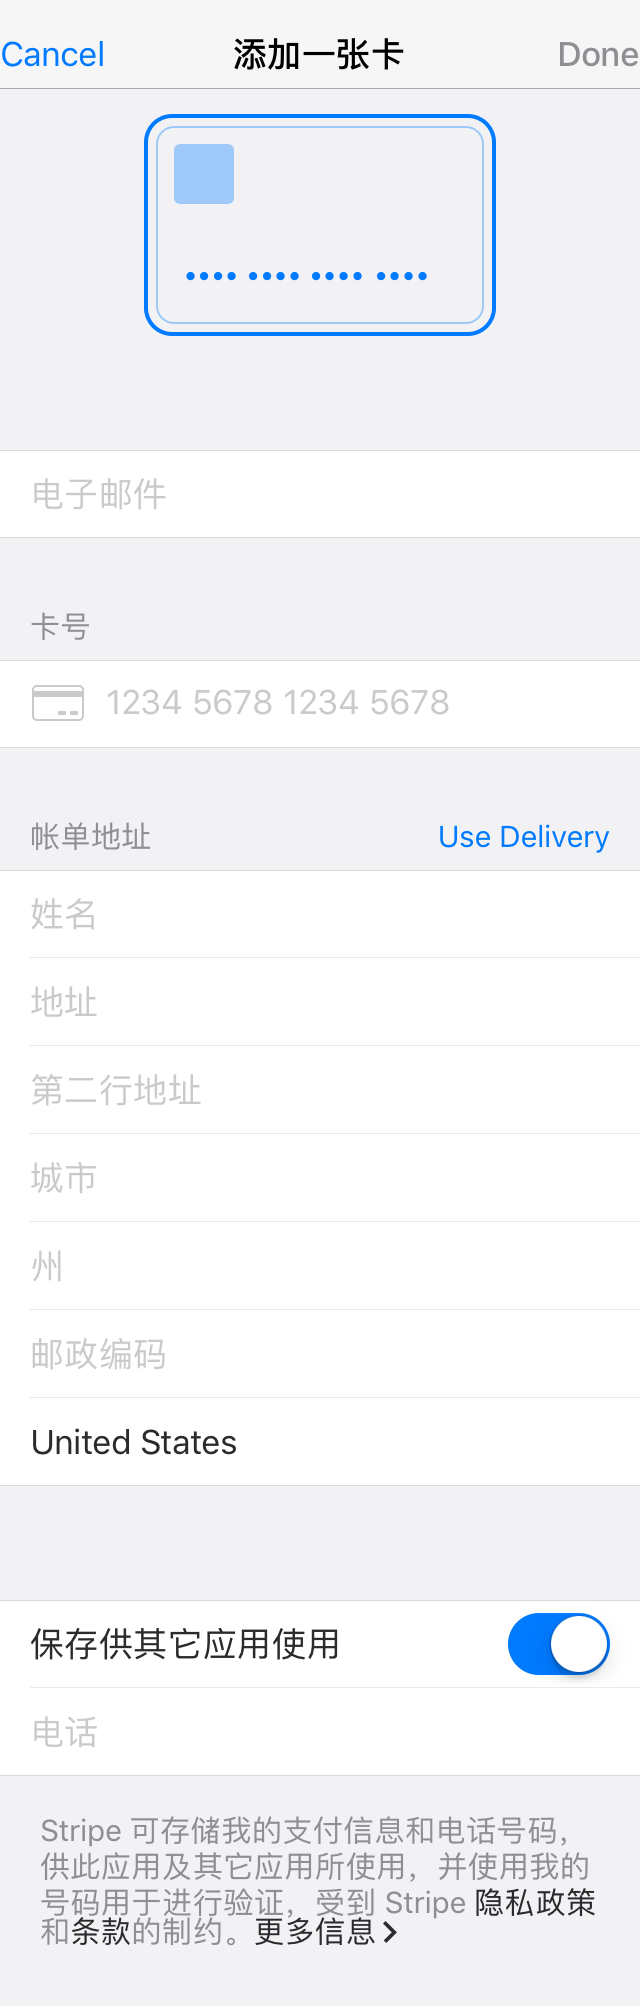 Cancel 添加一张卡 Done
•••• •••• •••• ••••
电子邮件
卡号
1234 5678 1234 5678
帐单地址 Use Delivery
姓名
地址
第二行地址
城市
州
邮政编码
United States
保存供其它应用使用
电话
Stripe 可存储我的支付信息和电话号码，
供此应用及其它应用所使用，并使用我的
号码用于进行验证，受到 Stripe 隐私政策
和条款的制约。更多信息